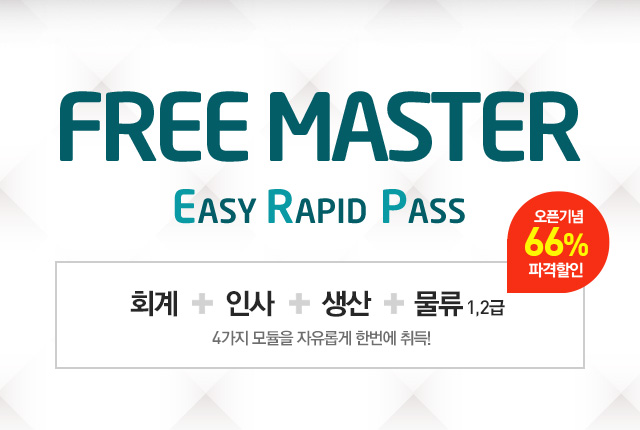 FREE MASTER
EASY RAPID PASS
오픈기념
66%
파격할인
회계 + 인사 + 생산 + 물류 1,2급
4가지 모듈을 자유롭게 한번에 취득!